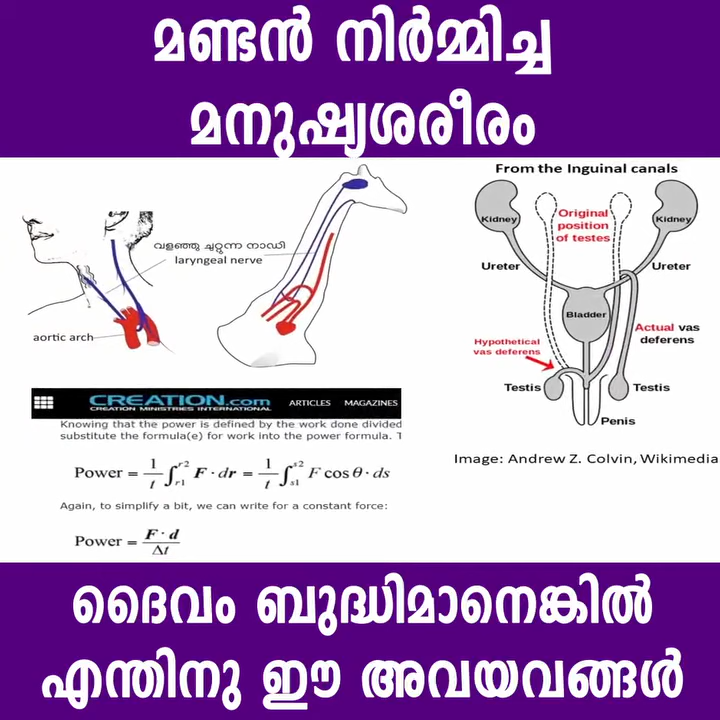 മണ്ടൻ നിർമ്മിച്ച
മനുഷ്യശരീരം
വളഞ്ഞു ചുറ്റുന്ന നാഡി
laryngeal nerve
aortic arch
From the Inguinal canals
Kidney
Original
position
of testes
Kidney
Ureter
Ureter
Bladder
Actual vas
deferens
Hypothetical
vas deferens
Testis
Testis
Penis
Image: Andrew Z. Colvin, Wikimedia
CREATION.com
CREATION MINISTRIES INTERNATIONAL
ARTICLES MAGAZINES
Knowing that the power is defined by the work done divided
substitute the formula(e) for work into the power formula. T
Power = 1/t ∫r1^r2 F · dr = 1/t ∫s1^s2 F cos θ · ds
Again, to simplify a bit, we can write for a constant force:
Power = F · d / Δt
ദൈവം ബുദ്ധിമാനെങ്കിൽ
എന്തിനു ഈ അവയവങ്ങൾ